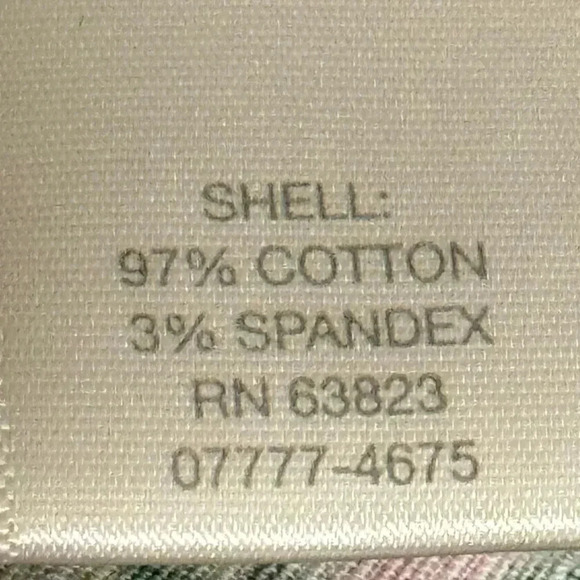 SHELL:
97% COTTON
3% SPANDEX
RN 63823
07777-4675